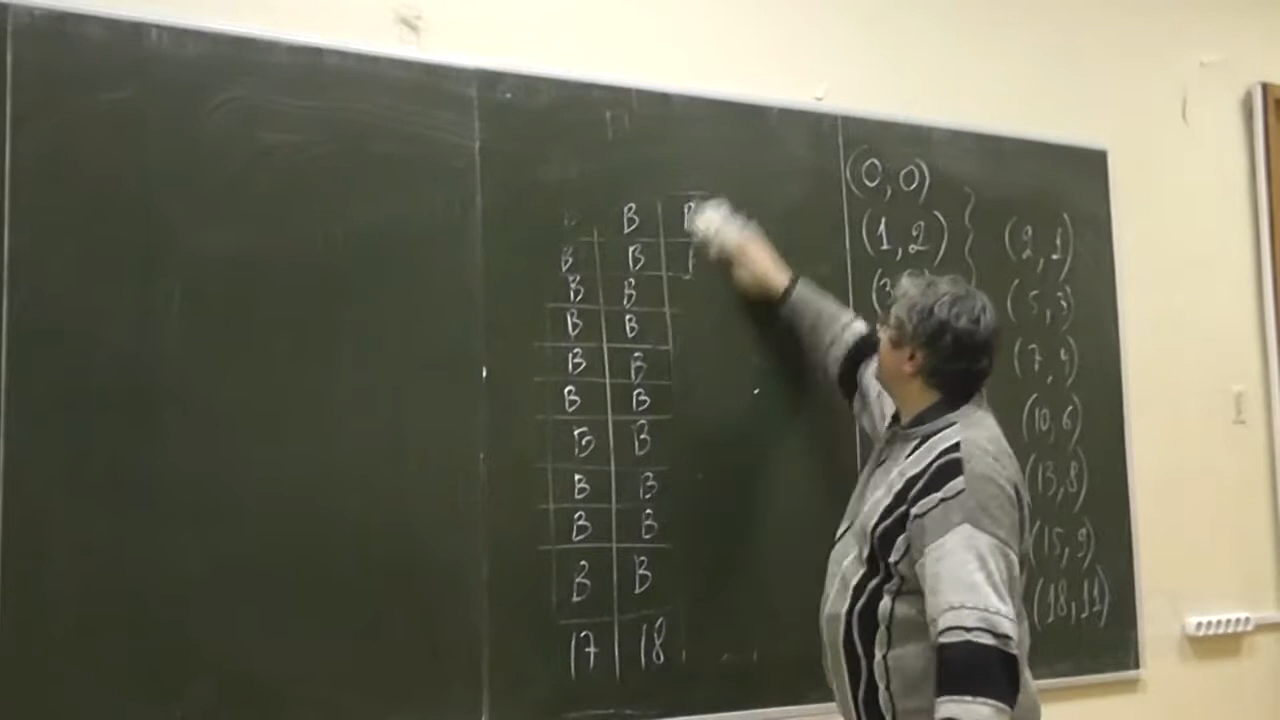 B B
B B
B B
B B
B B
B B
B B
B B
B B
B B
17 18
(0,0)
(1,2) } (2,1)
(5,3)
(7,4)
(10,6)
(13,8)
(15,9)
(18,11)